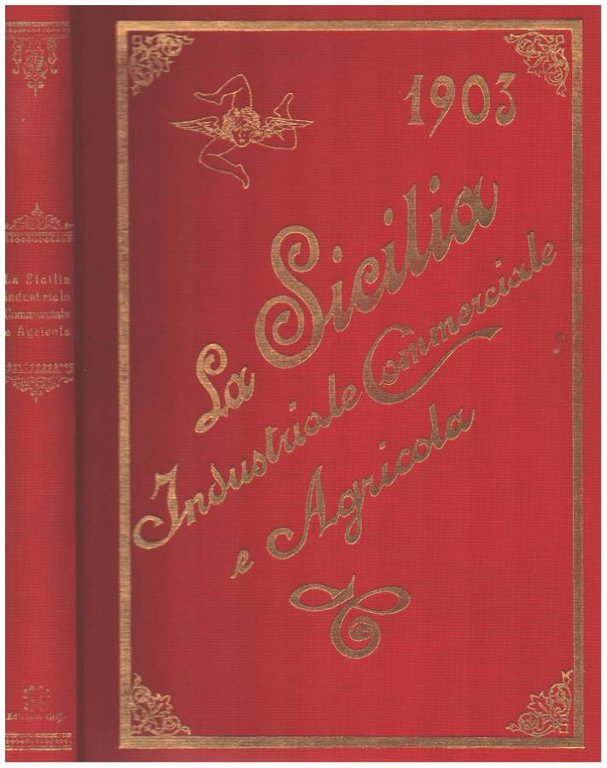 La Sicilia
Industriale
Commerciale
e Agricola
1903
La Sicilia
Industriale Commerciale
e Agricola